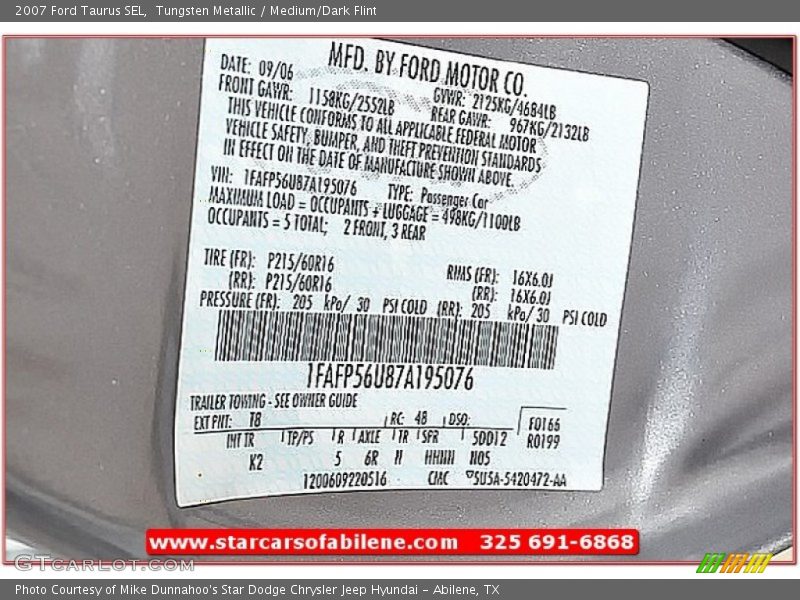 2007 Ford Taurus SEL, Tungsten Metallic / Medium/Dark Flint
MFD. BY FORD MOTOR CO.
DATE: 09/06 GVWR: 2125KG/4684LB
FRONT GAWR: 1158KG/2552LB REAR GAWR: 967KG/2132LB
THIS VEHICLE CONFORMS TO ALL APPLICABLE FEDERAL MOTOR
VEHICLE SAFETY, BUMPER, AND THEFT PREVENTION STANDARDS
IN EFFECT ON THE DATE OF MANUFACTURE SHOWN ABOVE.
VIN: 1FAFP56U87A195076 TYPE: Passenger Car
MAXIMUM LOAD = OCCUPANTS + LUGGAGE = 498KG/1100LB
OCCUPANTS = 5 TOTAL; 2 FRONT, 3 REAR
TIRE (FR): P215/60R16 RIMS (FR): 16X6.0J
(RR): P215/60R16 (RR): 16X6.0J
PRESSURE (FR): 205 kPa/ 30 PSI COLD (RR): 205 kPa/ 30 PSI COLD
1FAFP56U87A195076
TRAILER TOWING - SEE OWNER GUIDE
EXT PNT: T8 RC: 48 DSO: F0166
INT TR TP/PS R AXLE TR SPR 5DD12 R0199
K2 5 6R N HHHH N05
1200609220516 CMC SU5A-5420472-AA
www.starcarsofabilene.com 325 691-6868
GTCARLOT.COM
Photo Courtesy of Mike Dunnahoo's Star Dodge Chrysler Jeep Hyundai - Abilene, TX